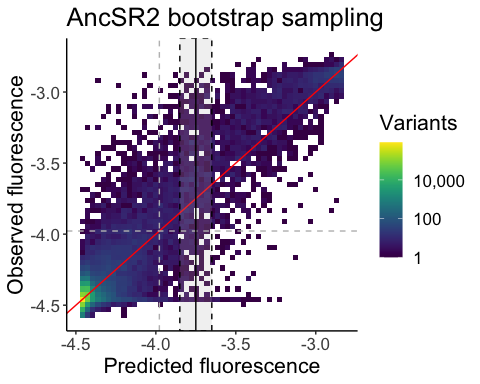 AncSR2 bootstrap sampling
Observed fluorescence
-3.0
-3.5
-4.0
-4.5
-4.5 -4.0 -3.5 -3.0
Predicted fluorescence
Variants
10,000
100
1